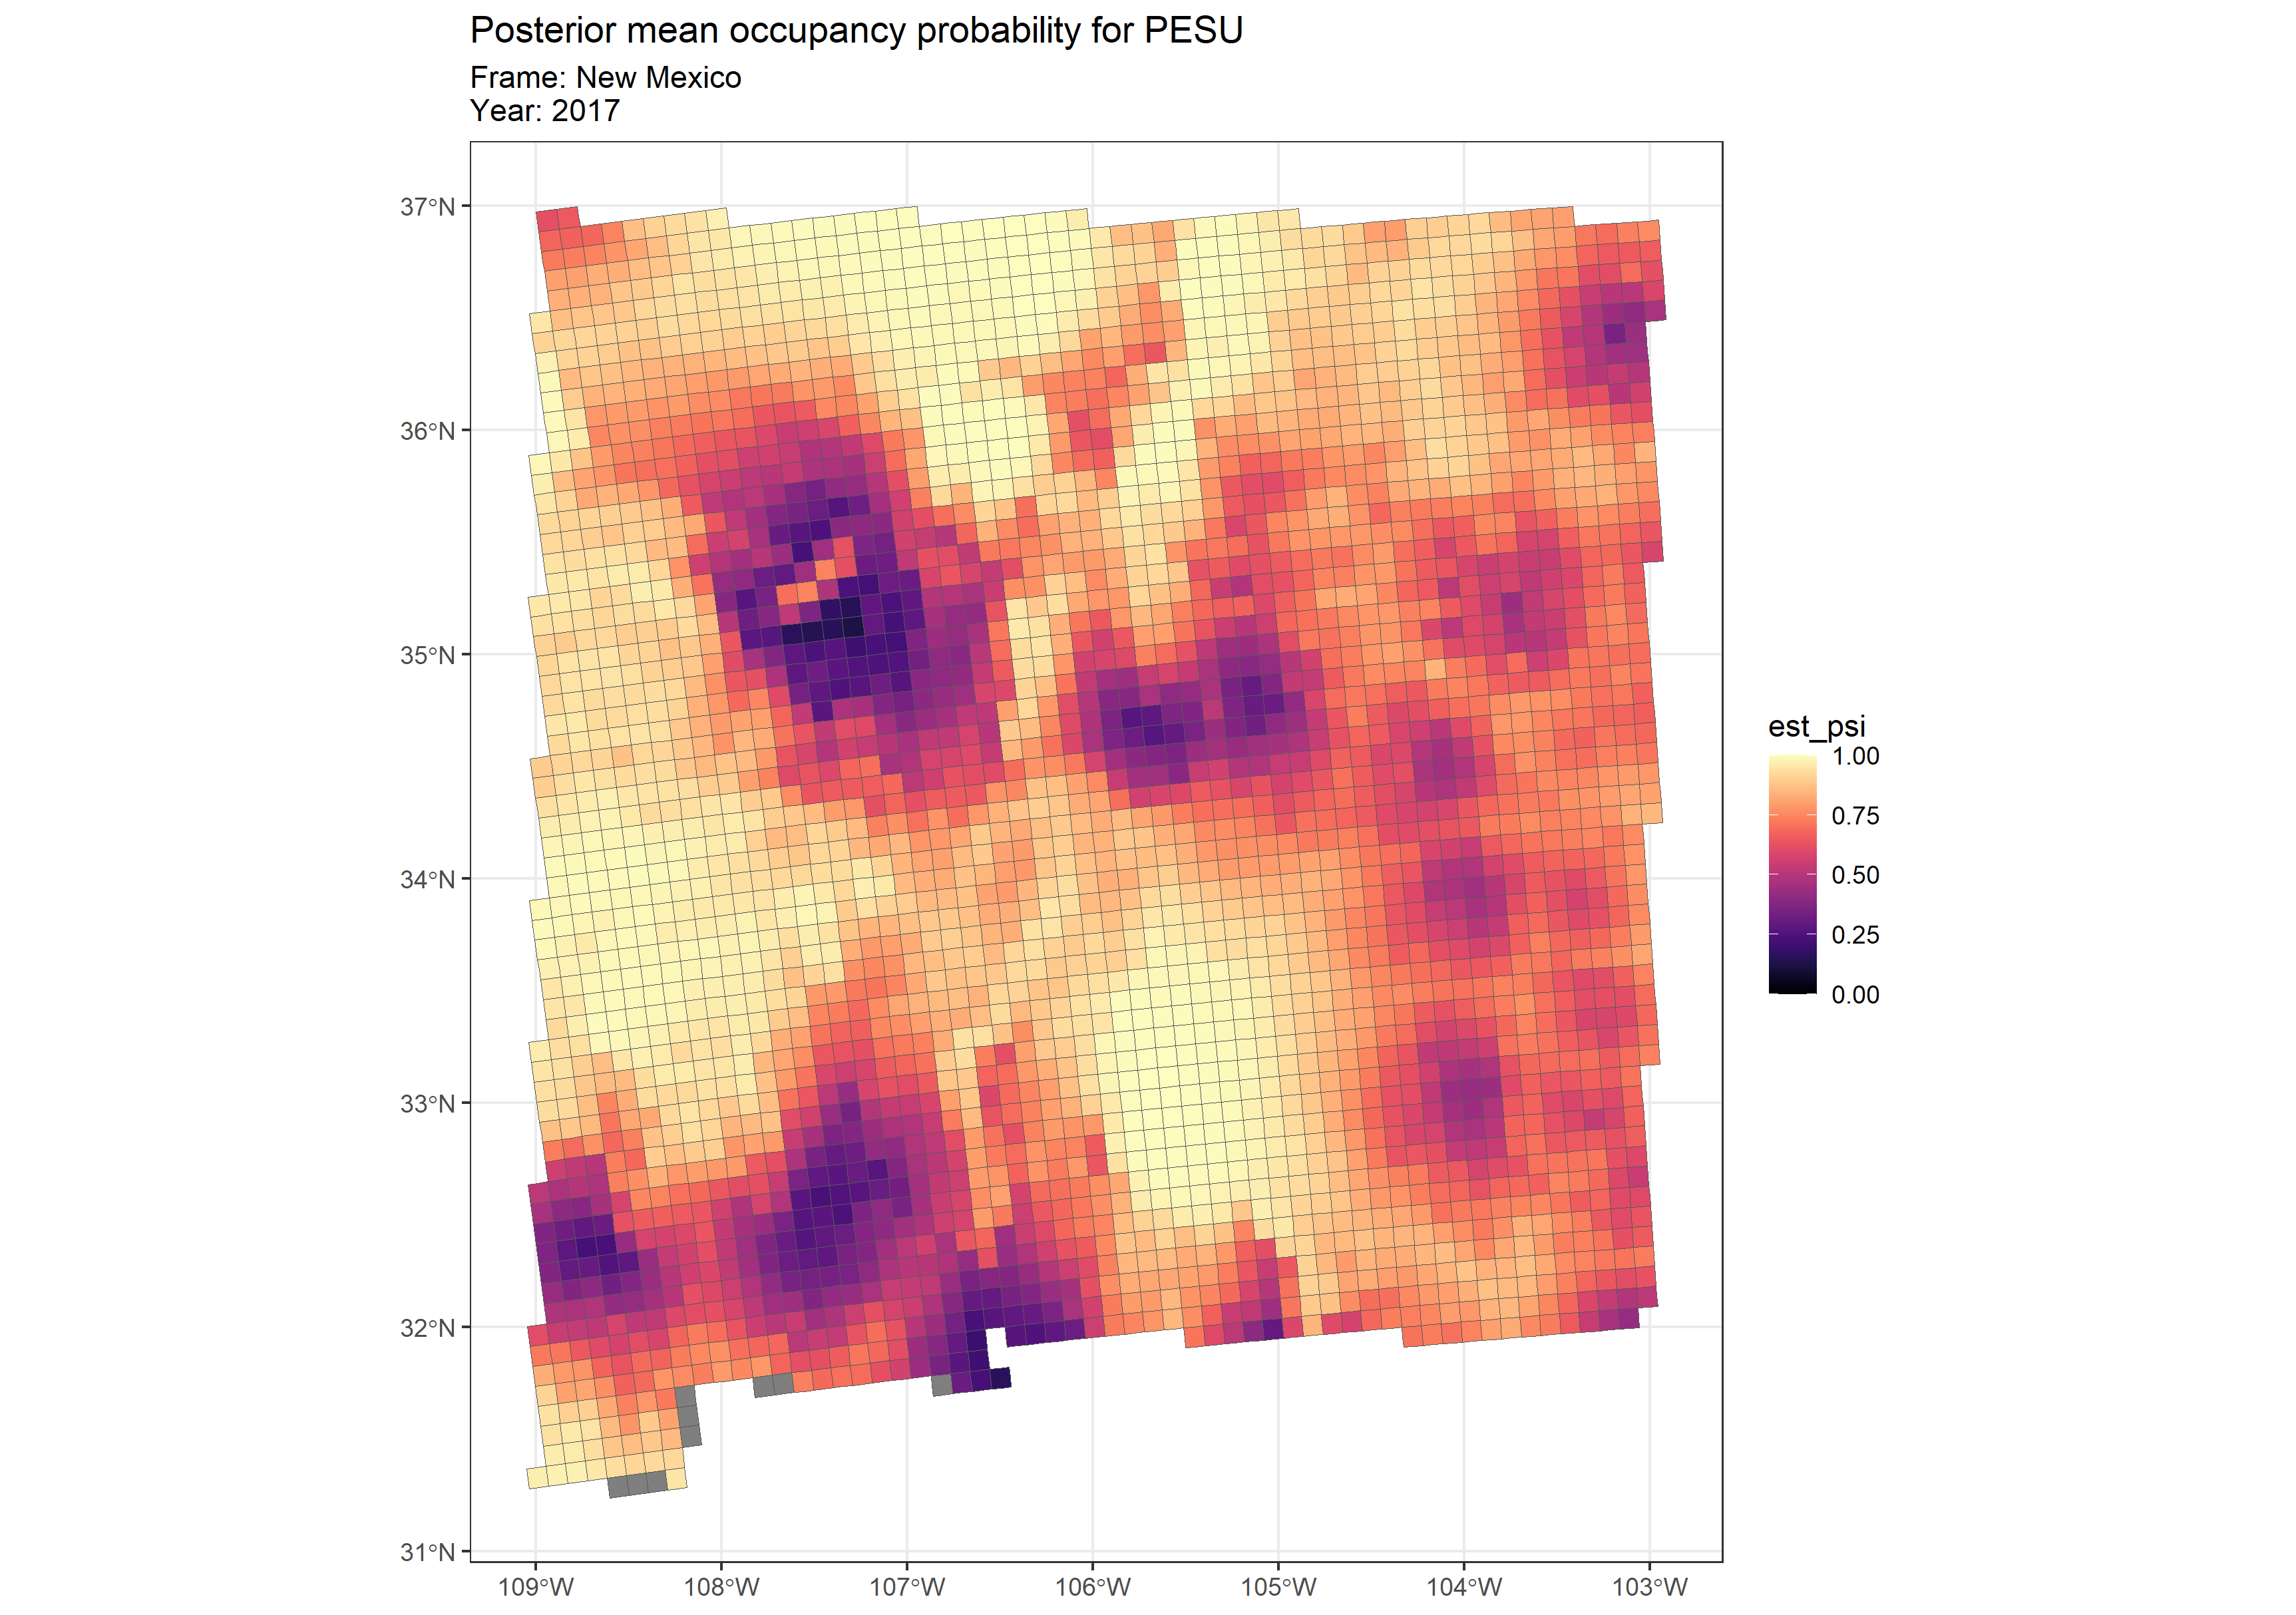 Posterior mean occupancy probability for PESU
Frame: New Mexico
Year: 2017
37°N
36°N
35°N
34°N
33°N
32°N
31°N
109°W
108°W
107°W
106°W
105°W
104°W
103°W
est_psi
1.00
0.75
0.50
0.25
0.00